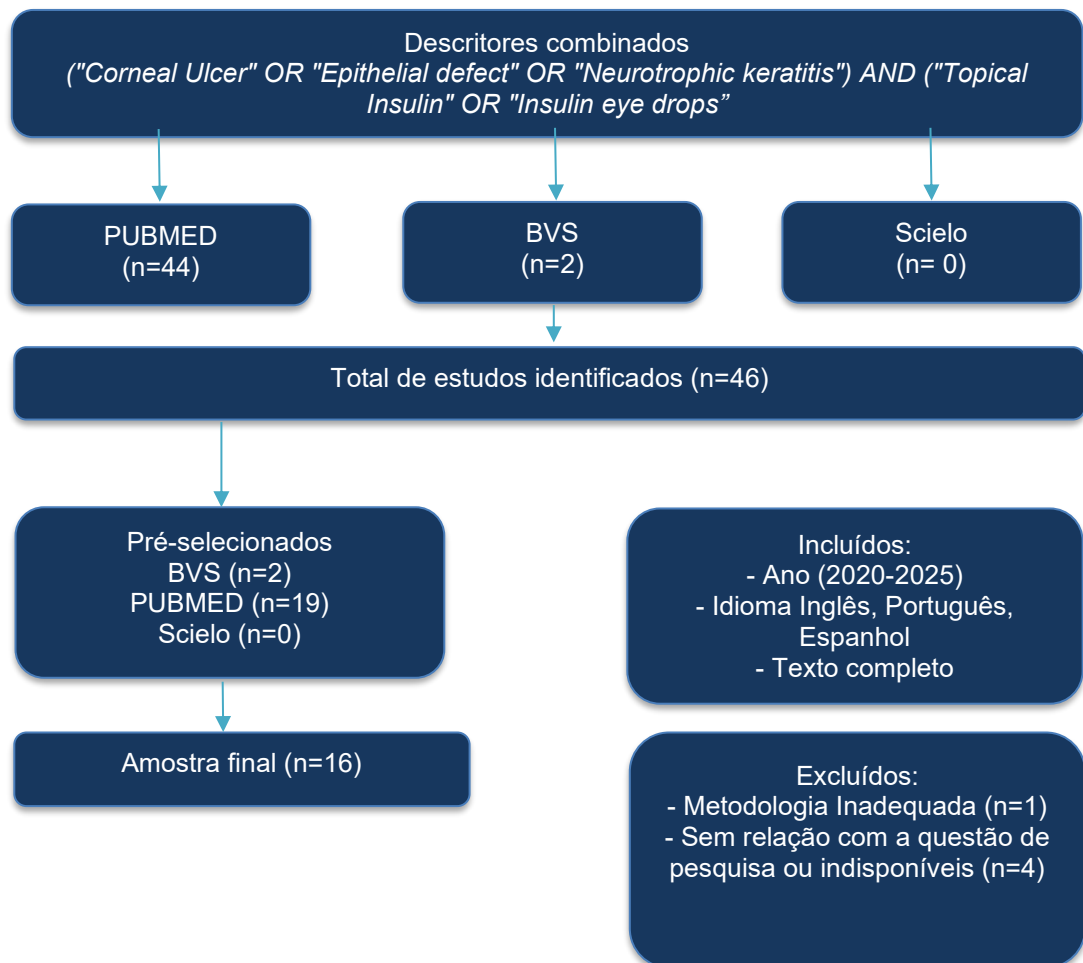 Descritores combinados
("Corneal Ulcer" OR "Epithelial defect" OR "Neurotrophic keratitis") AND ("Topical
Insulin" OR "Insulin eye drops”
PUBMED
(n=44)
BVS
(n=2)
Scielo
(n= 0)
Total de estudos identificados (n=46)
Pré-selecionados
BVS (n=2)
PUBMED (n=19)
Scielo (n=0)
Incluídos:
- Ano (2020-2025)
- Idioma Inglês, Português,
Espanhol
- Texto completo
Amostra final (n=16)
Excluídos:
- Metodologia Inadequada (n=1)
- Sem relação com a questão de
pesquisa ou indisponíveis (n=4)